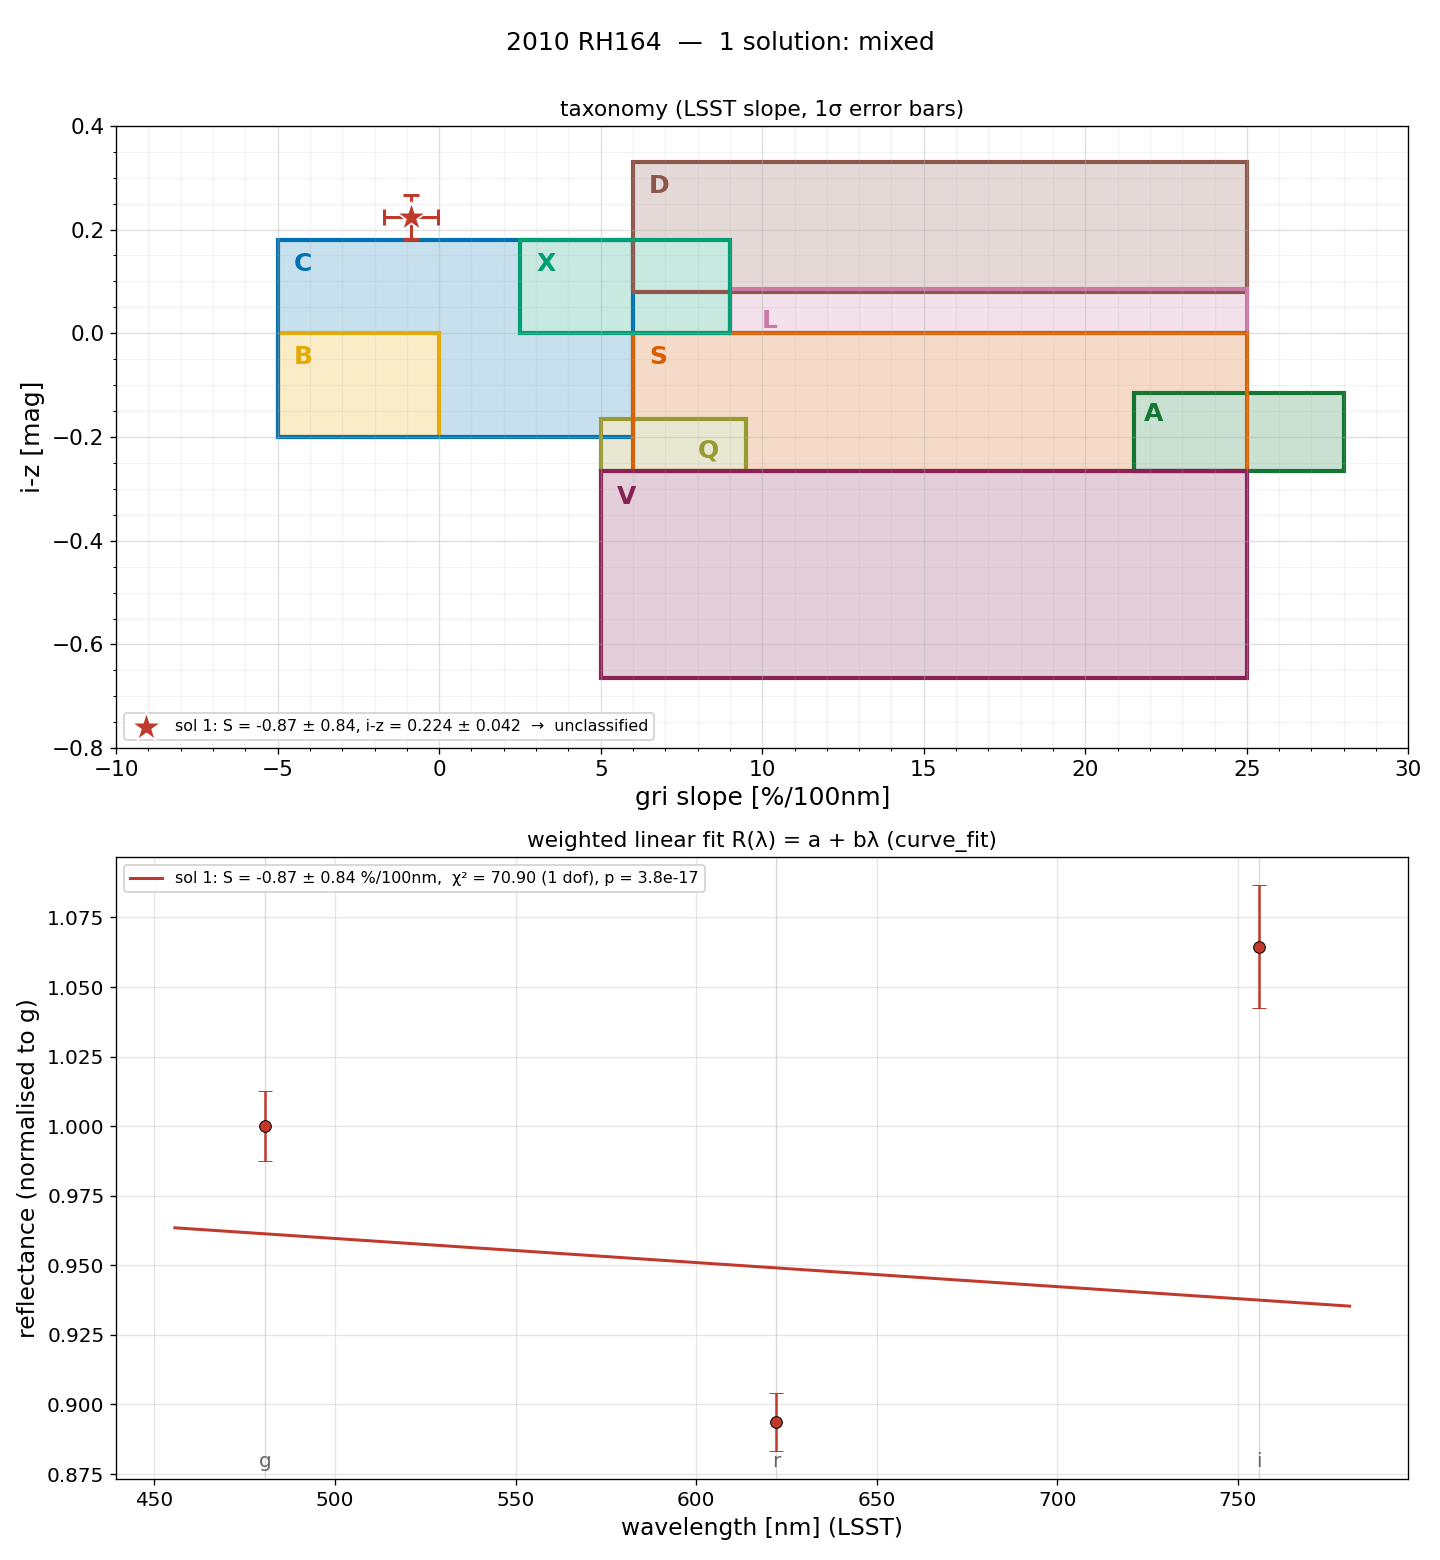 2010 RH164 — 1 solution: mixed
taxonomy (LSST slope, 1σ error bars)
i-z [mag]
0.4
0.2
0.0
−0.2
−0.4
−0.6
−0.8
D
C
X
L
B
S
A
Q
V
sol 1: S = -0.87 ± 0.84, i-z = 0.224 ± 0.042 → unclassified
−10 −5 0 5 10 15 20 25 30
gri slope [%/100nm]
weighted linear fit R(λ) = a + bλ (curve_fit)
sol 1: S = -0.87 ± 0.84 %/100nm, χ² = 70.90 (1 dof), p = 3.8e-17
reflectance (normalised to g)
1.075
1.050
1.025
1.000
0.975
0.950
0.925
0.900
0.875
g r i
450 500 550 600 650 700 750
wavelength [nm] (LSST)